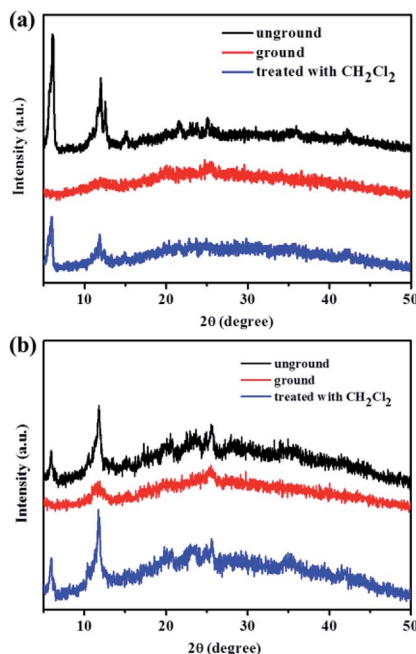 (a)
unground
ground
treated with CH2Cl2
Intensity (a.u.)
10 20 30 40 50
2θ (degree)
(b)
unground
ground
treated with CH2Cl2
Intensity (a.u.)
10 20 30 40 50
2θ (degree)